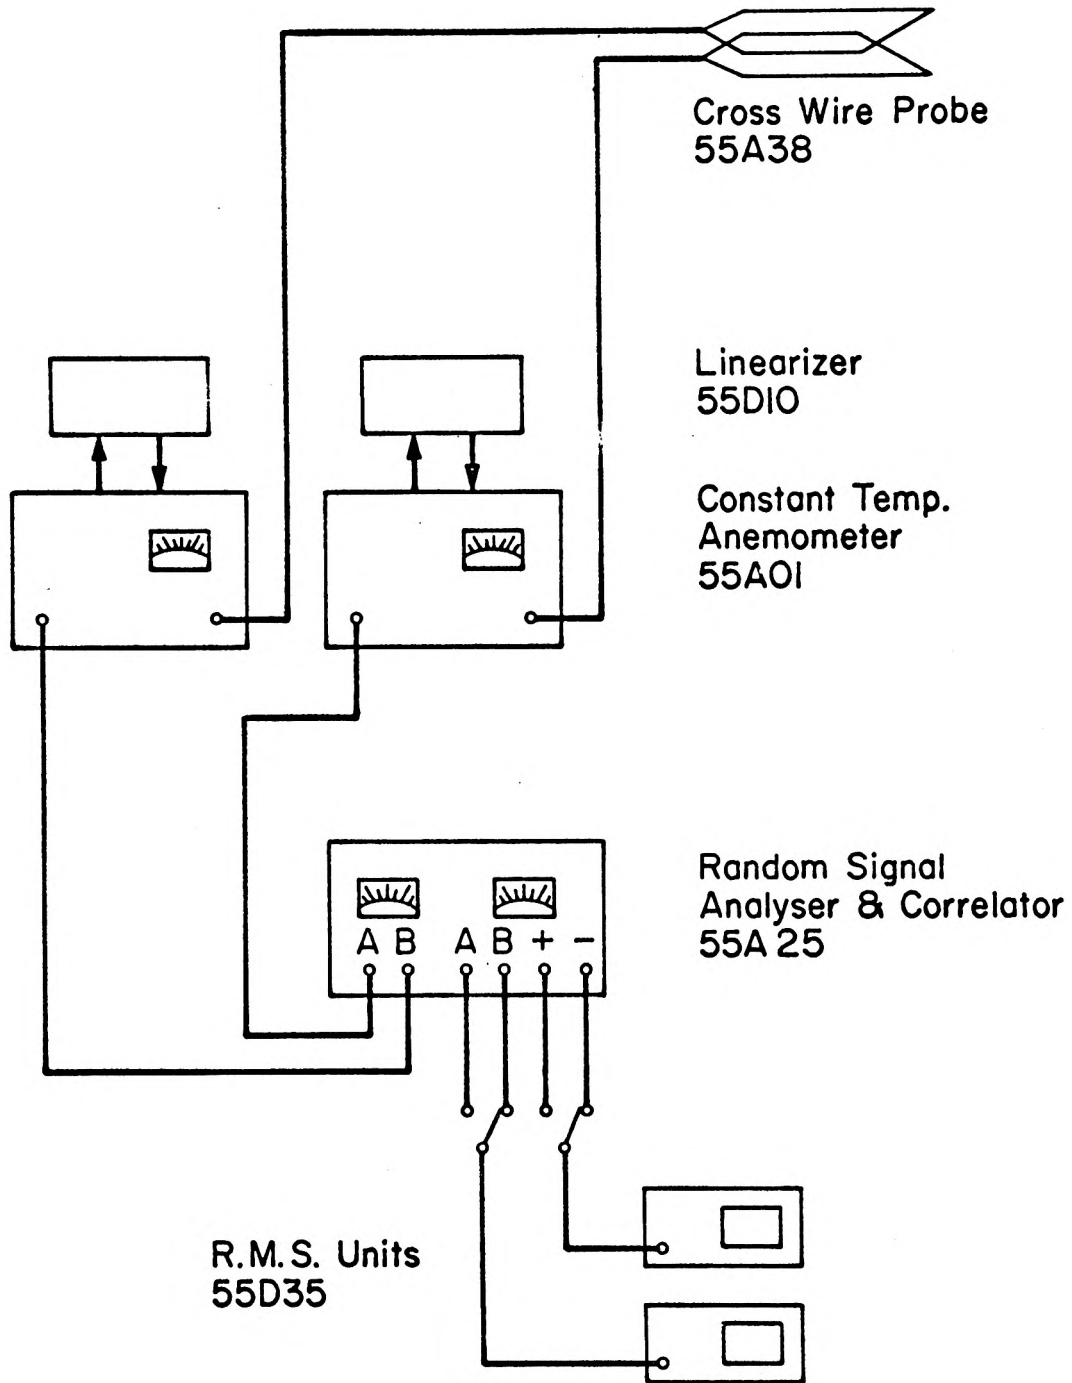 Cross Wire Probe
55A38
Linearizer
55D10
Constant Temp.
Anemometer
55A01
Random Signal
Analyser & Correlator
55A25
A B A B + -
R.M.S. Units
55D35